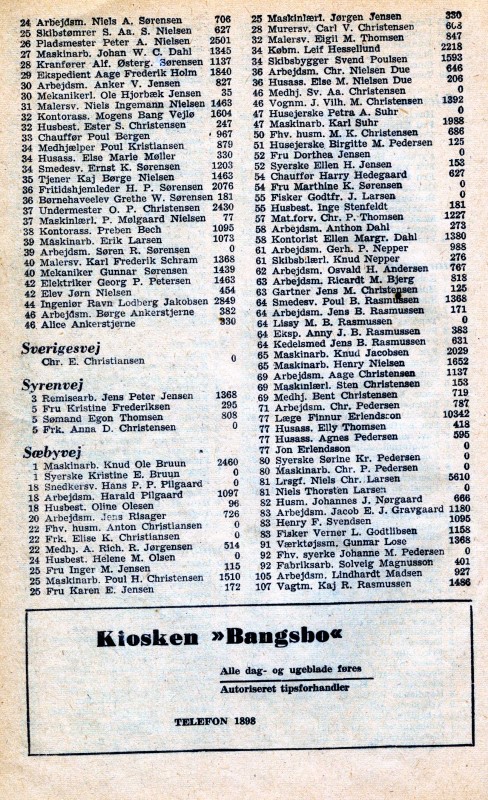 24 Arbejdsm. Niels A. Sørensen 706
25 Skibstømrer S. Aa. S. Nielsen 627
26 Pladsmester Peter A. Nielsen 2501
27 Maskinarb. Johan W. C. Dahl 1345
28 Kranfører Alf. Østerg. Sørensen 1137
29 Ekspedient Aage Frederik Holm 1840
30 Arbejdsm. Anker V. Jensen 827
30 Mekanikerl. Ole Hjorbæk Jensen 35
31 Malersv. Niels Ingemann Nielsen 1463
32 Kontorass. Mogens Bang Vejlø 1604
32 Husbest. Ester S. Christensen 247
33 Chauffør Poul Bergen 967
34 Medhjælper Poul Kristiansen 879
34 Husass. Else Marie Møller 330
34 Smedesv. Ernst K. Sørensen 1203
35 Tjener Kaj Børge Nielsen 1463
36 Fritidshjemleder H. P. Sørensen 2076
36 Børnehaveelev Grethe W. Sørensen 181
37 Undermester O. P. Christensen 2430
37 Maskinlærl. P. Mølgaard Nielsen 77
38 Kontorass. Preben Bech 1095
39 Maskinarb. Erik Larsen 1073
39 Arbejdsm. Søren R. Sørensen 0
40 Malersv. Karl Frederik Schram 1368
40 Mekaniker Gunnar Sørensen 1439
42 Elektriker Georg P. Petersen 1463
42 Elev Jørn Nielsen 454
44 Ingeniør Ravn Lodberg Jakobsen 2849
46 Arbejdsm. Børge Ankerstjerne 382
46 Alice Ankerstjerne 330
Sverigesvej
Chr. E. Christiansen 0
Syrenvej
3 Remisearb. Jens Peter Jensen 1368
5 Fru Kristine Frederiksen 295
5 Sømand Egon Thomsen 808
5 Frk. Anna D. Christensen 0
Sæbyvej
1 Maskinarb. Knud Ole Bruun 2460
1 Syerske Kristine E. Bruun 0
18 Snedkersv. Hans P. P. Pilgaard 0
18 Arbejdsm. Harald Pilgaard 1097
18 Husbest. Oline Olesen 96
20 Arbejdsm. Jens Risager 726
22 Fhv. husm. Anton Christiansen 0
22 Frk. Elise K. Christiansen 0
22 Medhj. A. Rich. R. Jørgensen 514
24 Husbest. Helene M. Olsen 0
25 Fru Inger M. Jensen 115
25 Maskinarb. Poul H. Christensen 1510
25 Fru Karen E. Jensen 172
25 Maskinlærl. Jørgen Jensen 330
28 Murersv. Carl V. Christensen
32 Malersv. Eigil M. Thomsen 847
34 Købm. Leif Hessellund 2218
34 Skibsbygger Svend Poulsen 1593
36 Arbejdsm. Chr. Nielsen Due 646
36 Husass. Else M. Nielsen Due 206
46 Medhj. Sv. Aa. Christensen 0
46 Vognm. J. Vilh. M. Christensen 1392
47 Husejerske Petra A. Suhr 0
47 Maskinarb. Karl Suhr 1988
50 Fhv. husm. M. K. Christensen 686
51 Husejerske Birgitte M. Pedersen 125
52 Fru Dorthea Jensen 0
52 Syerske Ellen H. Jensen 153
54 Chauffør Harry Hedegaard 627
54 Fru Marthine K. Sørensen 0
55 Fisker Godtfr. J. Larsen 0
55 Husbest. Inge Stenfeldt 181
57 Mat.forv. Chr. P. Thomsen 1227
58 Arbejdsm. Anthon Dahl 273
58 Kontorist Ellen Margr. Dahl 1380
61 Arbejdsm. Gerh. P. Nepper 988
61 Skibsbilærl. Knud Nepper 276
62 Arbejdsm. Osvald H. Andersen 767
63 Arbejdsm. Ricardt M. Bjerg 818
63 Gartner Jens M. Christensen 125
64 Smedesv. Poul B. Rasmussen 1368
64 Arbejdsm. Jens B. Rasmussen 171
64 Lissy M. B. Rasmussen 0
64 Eksp. Anny J. B. Rasmussen 383
64 Kedelsmed Jens B. Rasmussen 631
65 Maskinarb. Knud Jacobsen 2029
65 Maskinarb. Henry Nielsen 1652
69 Arbejdsm. Aage Christensen 1137
69 Maskinlærl. Sten Christensen 153
69 Medhj. Bent Christensen 719
71 Arbejdsm. Chr. Pedersen 787
77 Læge Finnur Erlendsson 10342
77 Husass. Elly Thomsen 418
77 Husass. Agnes Pedersen 595
77 Jon Erlendsson 0
80 Syerske Sørine Kr. Pedersen 0
80 Maskinarb. Chr. P. Pedersen 0
81 Lrsgf. Niels Chr. Larsen 5610
81 Niels Thorsten Larsen 0
82 Husm. Johannes J. Nørgaard 666
83 Arbejdsm. Jacob E. J. Gravgaard 1180
83 Henry F. Svendsen 1095
83 Fisker Verner L. Godtlibsen 1158
91 Værktøjssm. Gunnar Lose 1368
92 Fhv. syerke Johanne M. Pedersen 0
92 Fabriksarb. Solveig Magnusson 401
105 Arbejdsm. Lindhardt Madsen 927
107 Vagtm. Kaj R. Rasmussen 1486
Kiosken »Bangsbo«
Alle dag- og ugeblade føres
Autoriseret tipsforhandler
TELEFON 1898